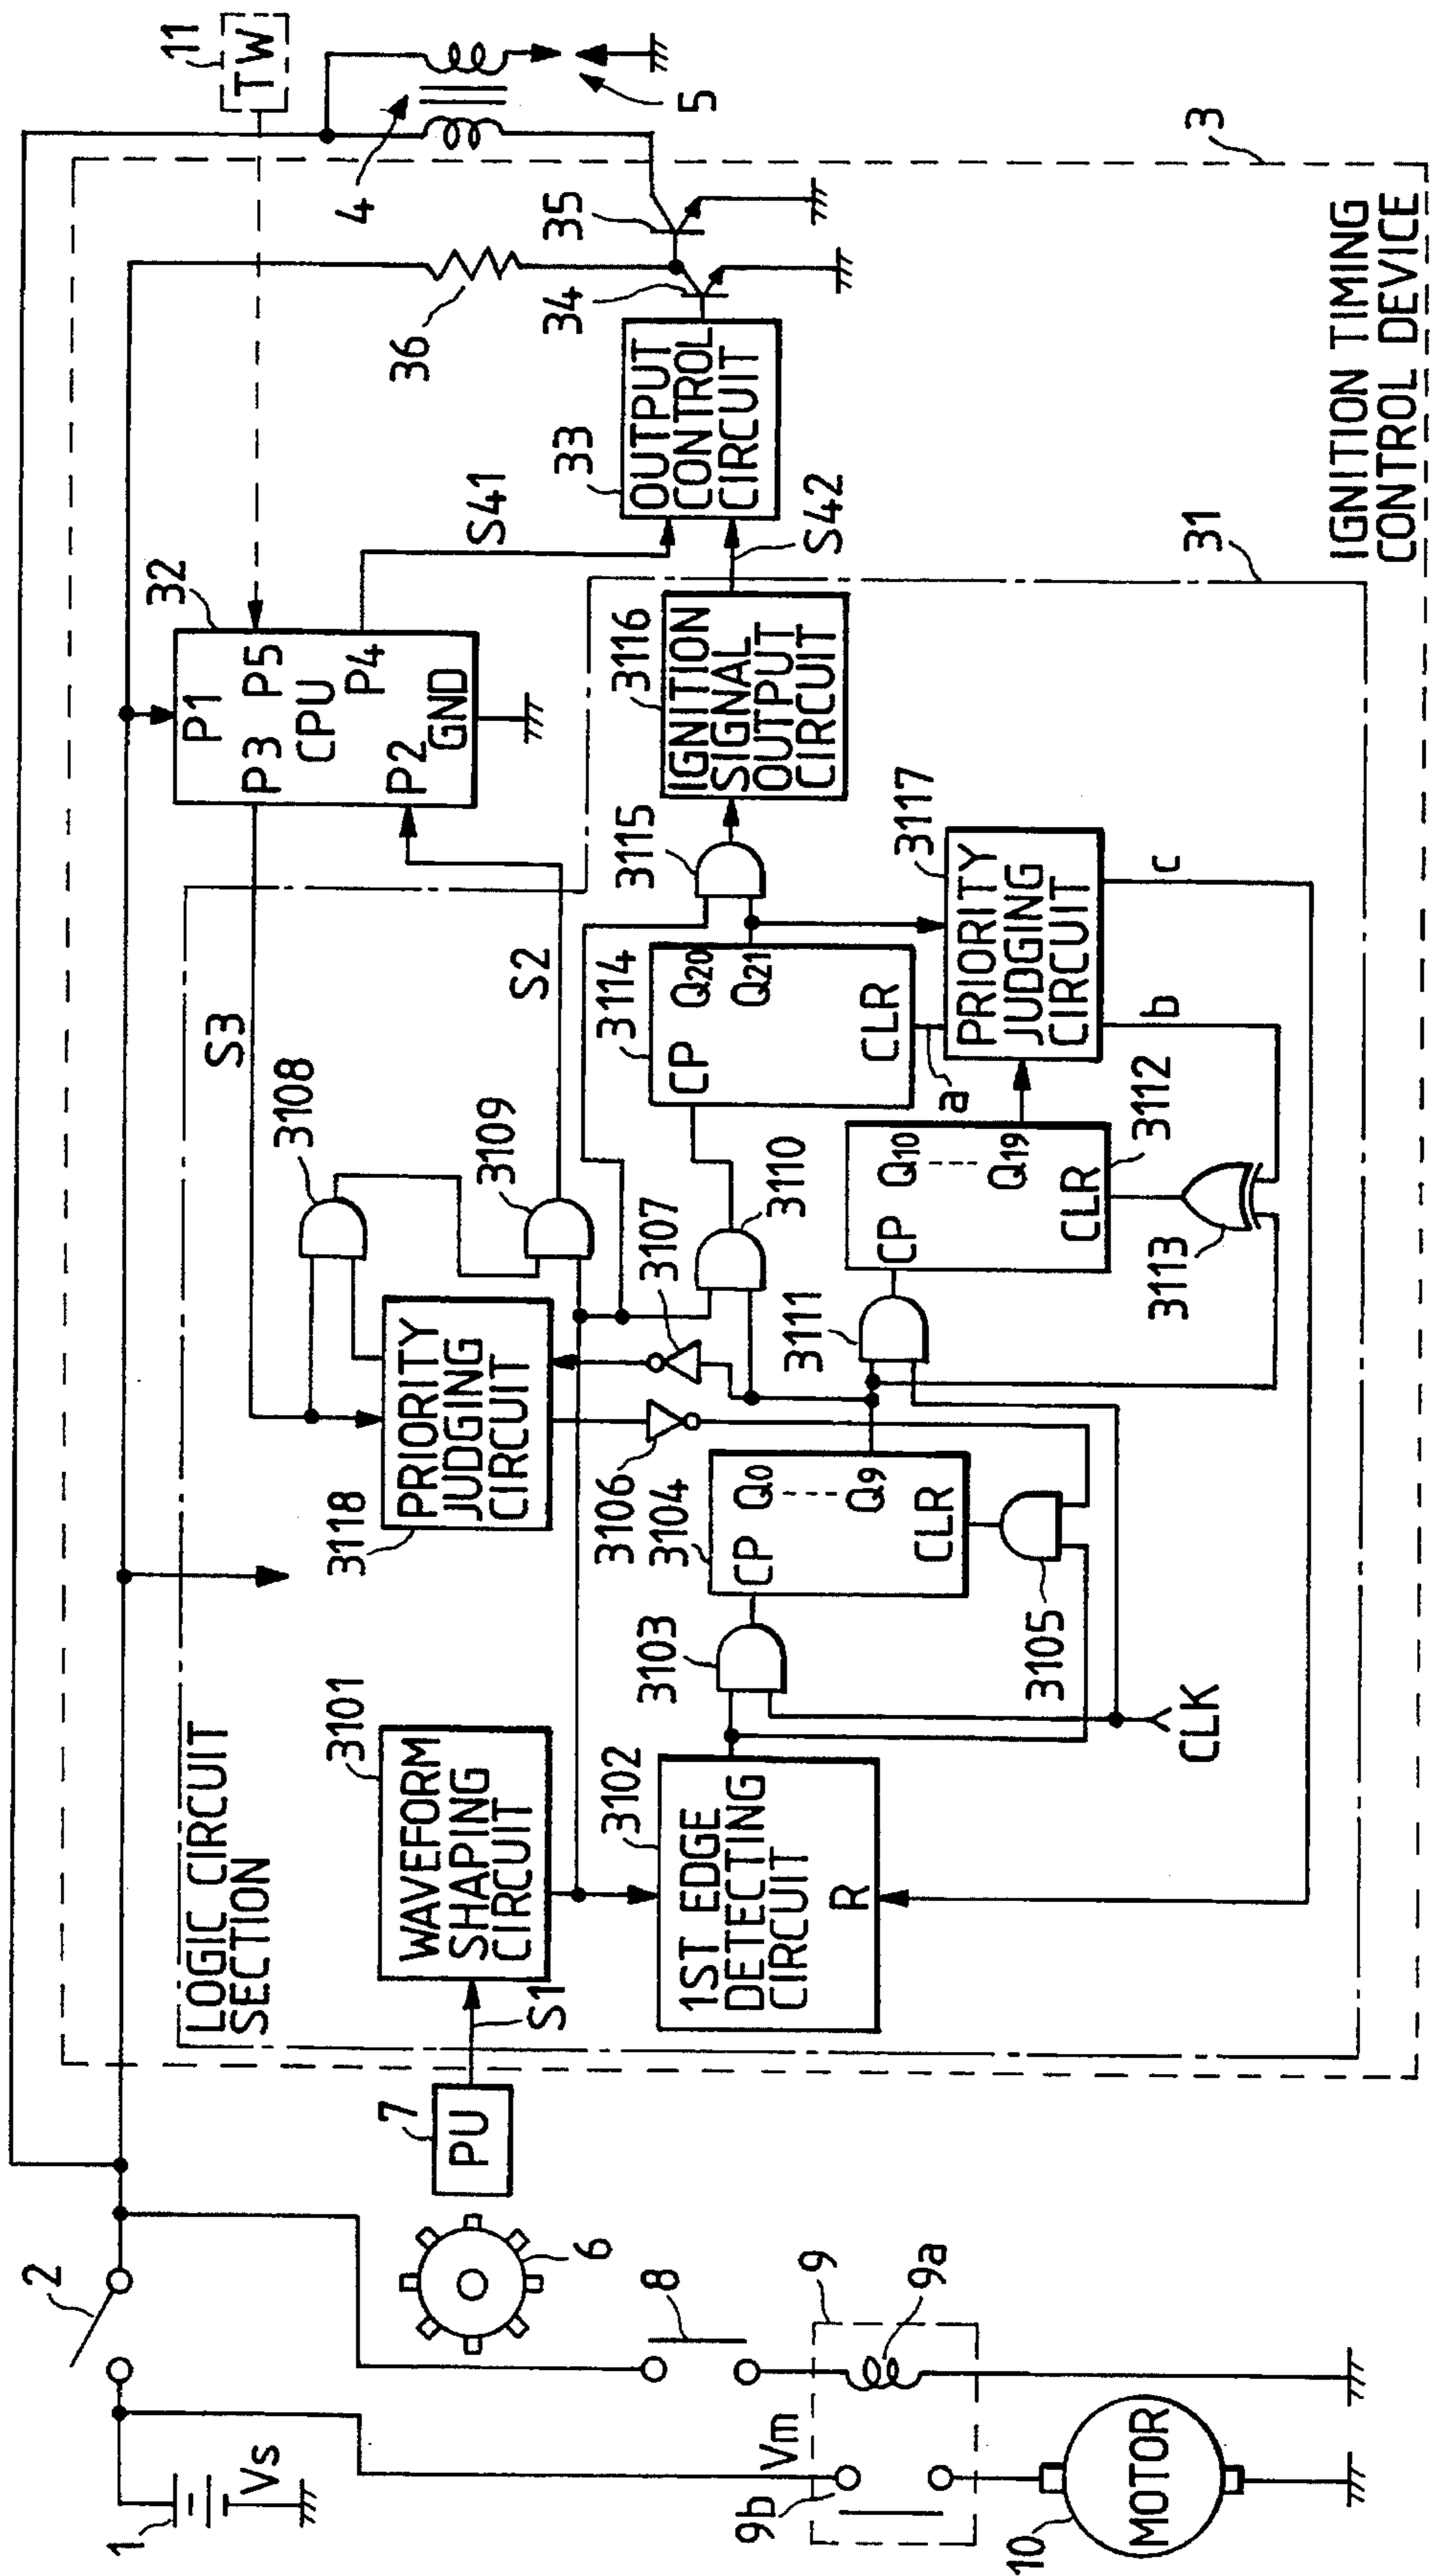 1
Vs
2
10
MOTOR
9b
Vm
9
9a
8
6
7
PU
S1
LOGIC CIRCUIT
SECTION
3101
WAVEFORM
SHAPING
CIRCUIT
3102
1ST EDGE
DETECTING
CIRCUIT
R
CLK
3103
3105
3118
PRIORITY
JUDGING
CIRCUIT
3106
3104
CP Q0
Q9
CLR
3107
3111
3108
3109
3110
S3
S2
3113
3112
CP Q10
Q19
CLR
3114
CP Q20
Q21
CLR
a
b
c
3117
PRIORITY
JUDGING
CIRCUIT
3115
3116
IGNITION
SIGNAL
OUTPUT
CIRCUIT
32
P1
P3 P5
CPU
P2 P4
GND
S41
S42
31
33
OUTPUT
CONTROL
CIRCUIT
34
35
36
4
5
11
TW
3
IGNITION TIMING
CONTROL DEVICE